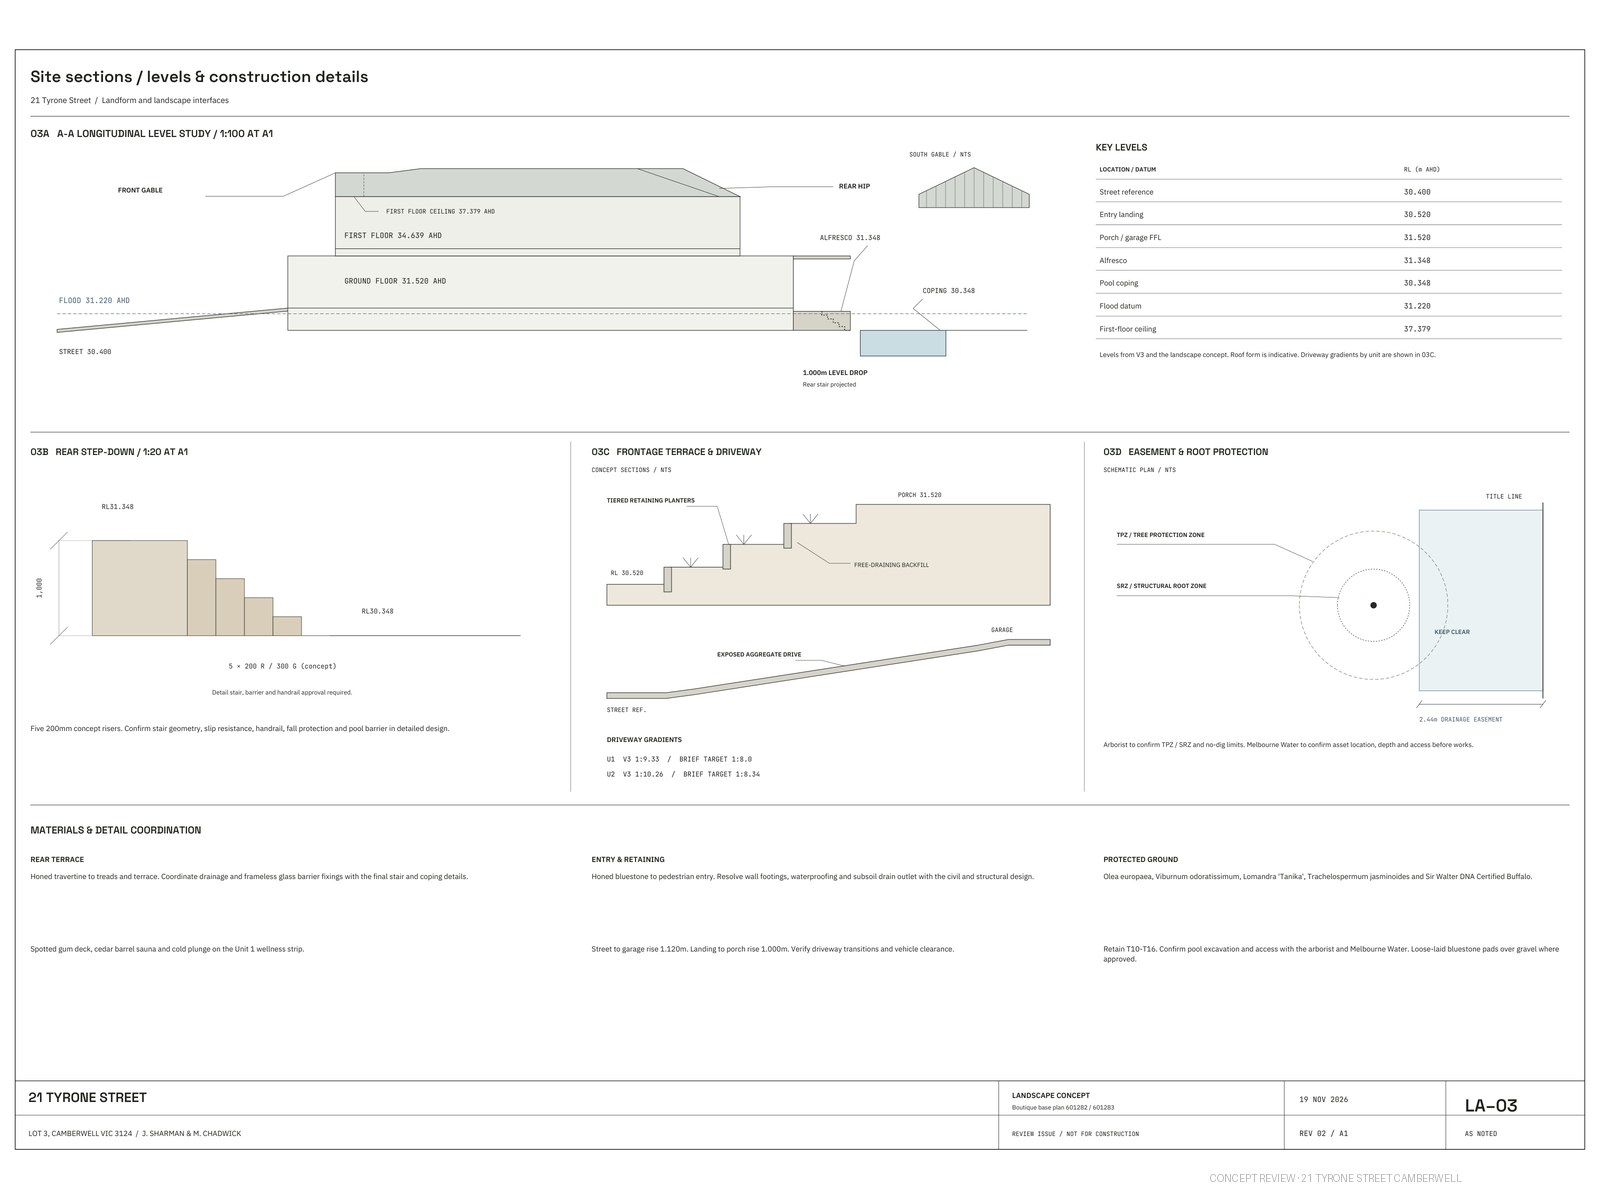 Site sections / levels & construction details
21 Tyrone Street / Landform and landscape interfaces
03A A-A LONGITUDINAL LEVEL STUDY / 1:100 AT A1
FRONT GABLE
FIRST FLOOR CEILING 37.379 AHD
FIRST FLOOR 34.639 AHD
GROUND FLOOR 31.520 AHD
FLOOD 31.220 AHD
STREET 30.400
REAR HIP
SOUTH GABLE / NTS
ALFRESCO 31.348
COPING 30.348
1.000m LEVEL DROP
Rear stair projected
KEY LEVELS
LOCATION / DATUM RL (m AHD)
Street reference 30.400
Entry landing 30.520
Porch / garage FFL 31.520
Alfresco 31.348
Pool coping 30.348
Flood datum 31.220
First-floor ceiling 37.379
Levels from V3 and the landscape concept. Roof form is indicative. Driveway gradients by unit are shown in 03C.
03B REAR STEP-DOWN / 1:20 AT A1
RL31.348
1,000
RL30.348
5 × 200 R / 300 G (concept)
Detail stair, barrier and handrail approval required.
Five 200mm concept risers. Confirm stair geometry, slip resistance, handrail, fall protection and pool barrier in detailed design.
03C FRONTAGE TERRACE & DRIVEWAY
CONCEPT SECTIONS / NTS
TIERED RETAINING PLANTERS
PORCH 31.520
RL 30.520
FREE-DRAINING BACKFILL
GARAGE
EXPOSED AGGREGATE DRIVE
STREET REF.
DRIVEWAY GRADIENTS
U1 V3 1:9.33 / BRIEF TARGET 1:8.0
U2 V3 1:10.26 / BRIEF TARGET 1:8.34
03D EASEMENT & ROOT PROTECTION
SCHEMATIC PLAN / NTS
TITLE LINE
TPZ / TREE PROTECTION ZONE
SRZ / STRUCTURAL ROOT ZONE
KEEP CLEAR
2.44m DRAINAGE EASEMENT
Arborist to confirm TPZ / SRZ and no-dig limits. Melbourne Water to confirm asset location, depth and access before works.
MATERIALS & DETAIL COORDINATION
REAR TERRACE
Honed travertine to treads and terrace. Coordinate drainage and frameless glass barrier fixings with the final stair and coping details.
Spotted gum deck, cedar barrel sauna and cold plunge on the Unit 1 wellness strip.
ENTRY & RETAINING
Honed bluestone to pedestrian entry. Resolve wall footings, waterproofing and subsoil drain outlet with the civil and structural design.
Street to garage rise 1.120m. Landing to porch rise 1.000m. Verify driveway transitions and vehicle clearance.
PROTECTED GROUND
Olea europaea, Viburnum odoratissimum, Lomandra 'Tanika', Trachelospermum jasminoides and Sir Walter DNA Certified Buffalo.
Retain T10-T16. Confirm pool excavation and access with the arborist and Melbourne Water. Loose-laid bluestone pads over gravel where
approved.
21 TYRONE STREET
LOT 3, CAMBERWELL VIC 3124 / J. SHARMAN & M. CHADWICK
LANDSCAPE CONCEPT
Boutique base plan 601282 / 601283
REVIEW ISSUE / NOT FOR CONSTRUCTION
19 NOV 2026
REV 02 / A1
LA-03
AS NOTED
CONCEPT REVIEW · 21 TYRONE STREET CAMBERWELL